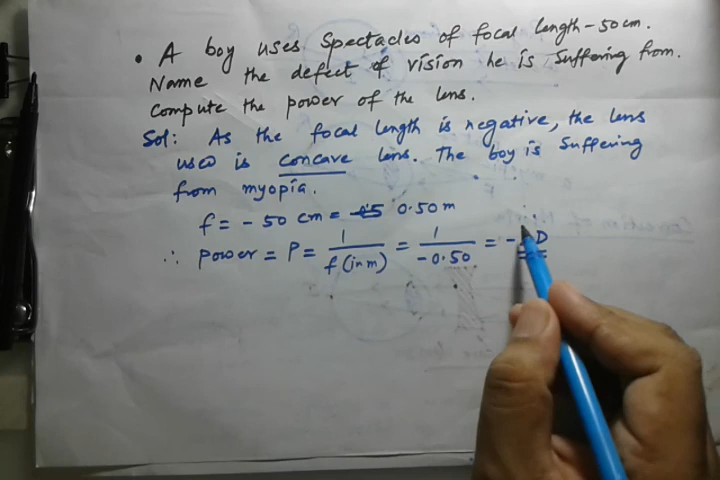 • A boy uses Spectacles of focal length - 50 cm.
Name the defect of vision he is Suffering from.
Compute the power of the lens.
Sol: As the focal length is negative, the lens
used is concave lens. The boy is Suffering
from myopia.
f = - 50 cm = 0.50 m
∴ power = P = 1 / f (in m) = 1 / - 0.50 = - D